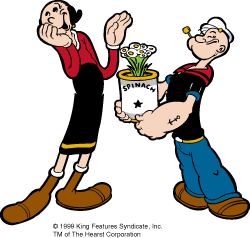 SPINACH
© 1999 King Features Syndicate, Inc.
TM of The Hearst Corporation